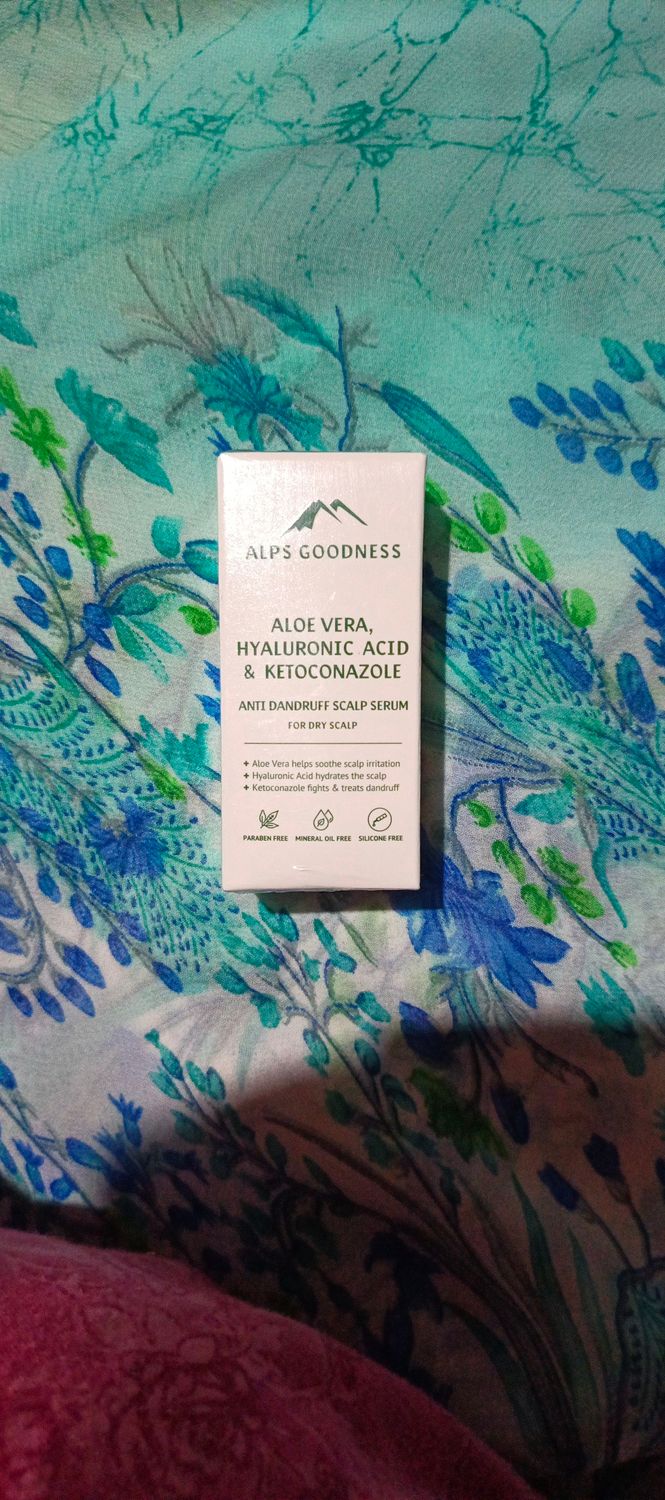 ALPS GOODNESS
ALOE VERA,
HYALURONIC ACID
& KETOCONAZOLE
ANTI DANDRUFF SCALP SERUM
FOR DRY SCALP
+ Aloe Vera helps soothe scalp irritation
+ Hyaluronic Acid hydrates the scalp
+ Ketoconazole fights & treats dandruff
PARABEN FREE MINERAL OIL FREE SILICONE FREE